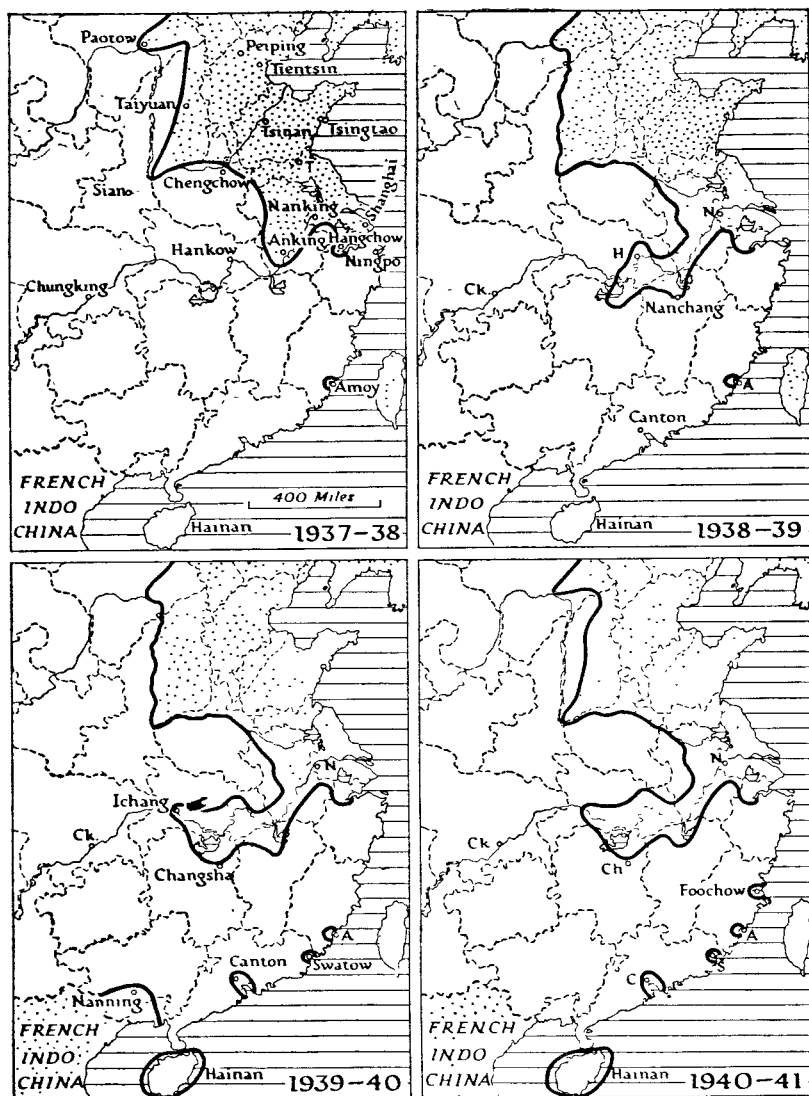 Paotow
Peiping
Tientsin
Taiyuan
Tsinan
Tsingtao
T
Sian
Chengchow
Nanking
Shanghai
Anking
Hangchow
Hankow
Ningpo
Chungking
Amoy
FRENCH
INDO
CHINA
400 Miles
Hainan
1937-38
N
H
Ck.
Nanchang
A
Canton
FRENCH
INDO
CHINA
Hainan
1938-39
N
Ichang
Ck.
Changsha
A
Canton
Swatow
Nanning
FRENCH
INDO
CHINA
Hainan
1939-40
N
Ck
Ch
Foochow
A
S
C
FRENCH
INDO
CHINA
Hainan
1940-41